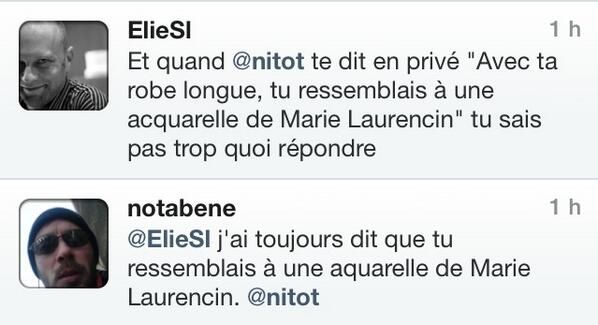 ElieSl 1 h
Et quand @nitot te dit en privé "Avec ta
robe longue, tu ressemblais à une
acquarelle de Marie Laurencin" tu sais
pas trop quoi répondre
notabene 1 h
@ElieSl j'ai toujours dit que tu
ressemblais à une aquarelle de Marie
Laurencin. @nitot